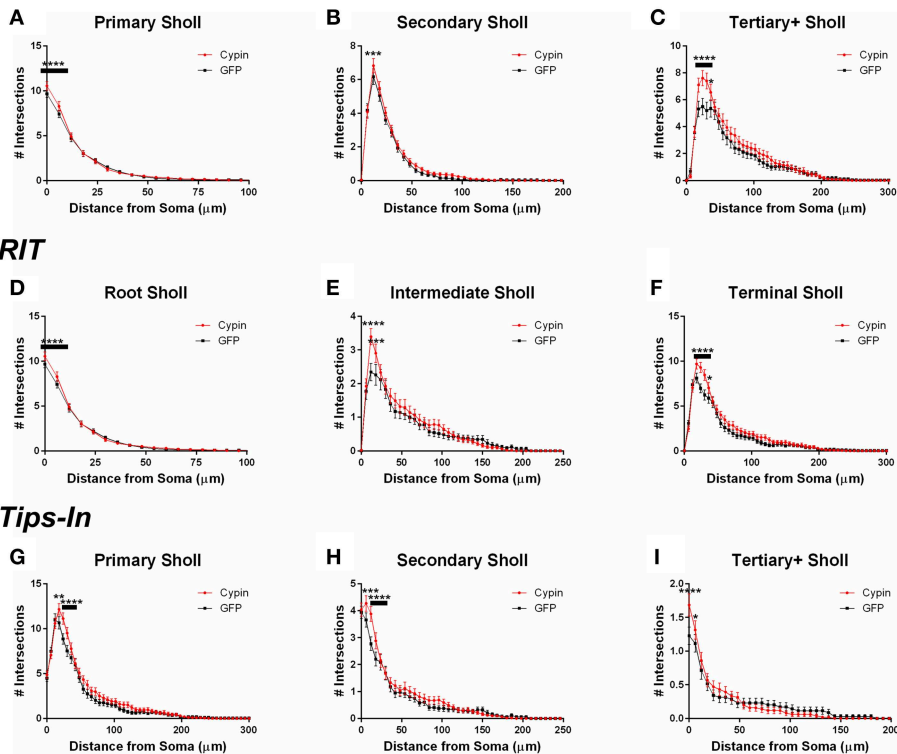 A Primary Sholl
B Secondary Sholl
C Tertiary+ Sholl
# Intersections
15
10
5
0
****
Cypin
GFP
0 25 50 75 100
Distance from Soma (μm)
# Intersections
8
6
4
2
0
***
Cypin
GFP
0 50 100 150 200
Distance from Soma (μm)
# Intersections
10
8
6
4
2
0
****
*
Cypin
GFP
0 100 200 300
Distance from Soma (μm)
RIT
D Root Sholl
E Intermediate Sholl
F Terminal Sholl
# Intersections
15
10
5
0
****
Cypin
GFP
0 25 50 75 100
Distance from Soma (μm)
# Intersections
4
3
2
1
0
****
***
Cypin
GFP
0 50 100 150 200 250
Distance from Soma (μm)
# Intersections
15
10
5
0
****
*
Cypin
GFP
0 100 200 300
Distance from Soma (μm)
Tips-In
G Primary Sholl
H Secondary Sholl
I Tertiary+ Sholl
# Intersections
15
10
5
0
**
****
Cypin
GFP
0 100 200 300
Distance from Soma (μm)
# Intersections
5
4
3
2
1
0
***
****
Cypin
GFP
0 50 100 150 200 250
Distance from Soma (μm)
# Intersections
2.0
1.5
1.0
0.5
0.0
****
*
Cypin
GFP
0 50 100 150 200
Distance from Soma (μm)